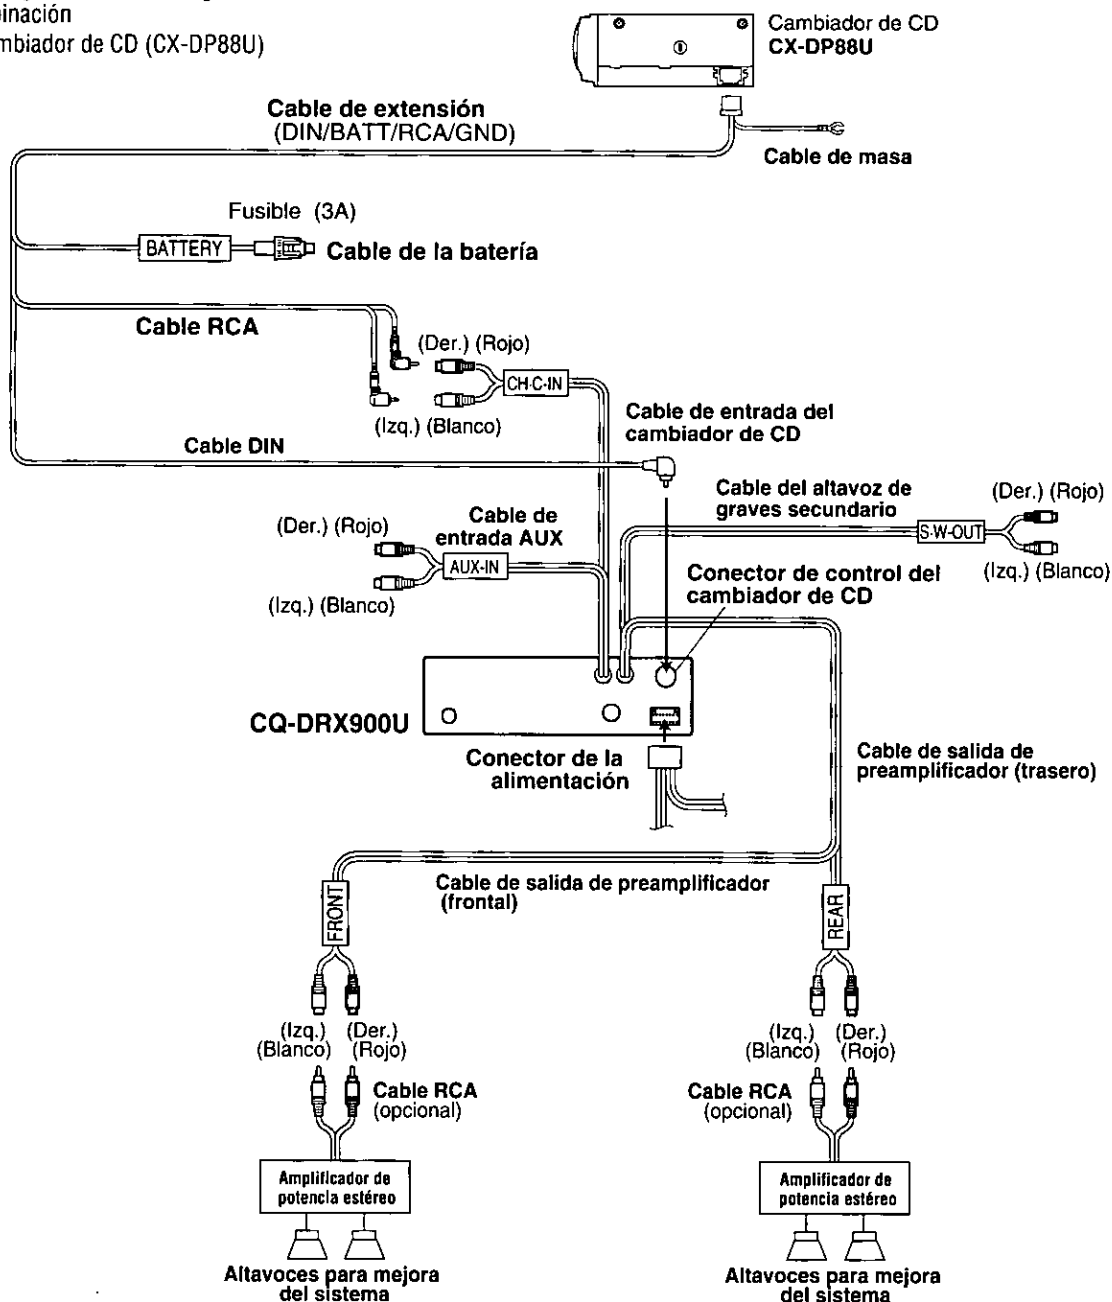 binación
mbiador de CD (CX-DP88U)
Cambiador de CD
CX-DP88U
Cable de extensión
(DIN/BATT/RCA/GND)
Cable de masa
Fusible (3A)
BATTERY
Cable de la batería
Cable RCA
(Der.) (Rojo)
CH-C-IN
(Izq.) (Blanco)
Cable de entrada del
cambiador de CD
Cable DIN
Cable del altavoz de
graves secundario
(Der.) (Rojo)
S·W-OUT
(Izq.) (Blanco)
Cable de
entrada AUX
(Der.) (Rojo)
AUX-IN
(Izq.) (Blanco)
Conector de control del
cambiador de CD
CQ-DRX900U
Conector de la
alimentación
Cable de salida de
preamplificador (trasero)
Cable de salida de preamplificador
(frontal)
FRONT
REAR
(Izq.) (Der.)
(Blanco) (Rojo)
(Izq.) (Der.)
(Blanco) (Rojo)
Cable RCA
(opcional)
Cable RCA
(opcional)
Amplificador de
potencia estéreo
Amplificador de
potencia estéreo
Altavoces para mejora
del sistema
Altavoces para mejora
del sistema